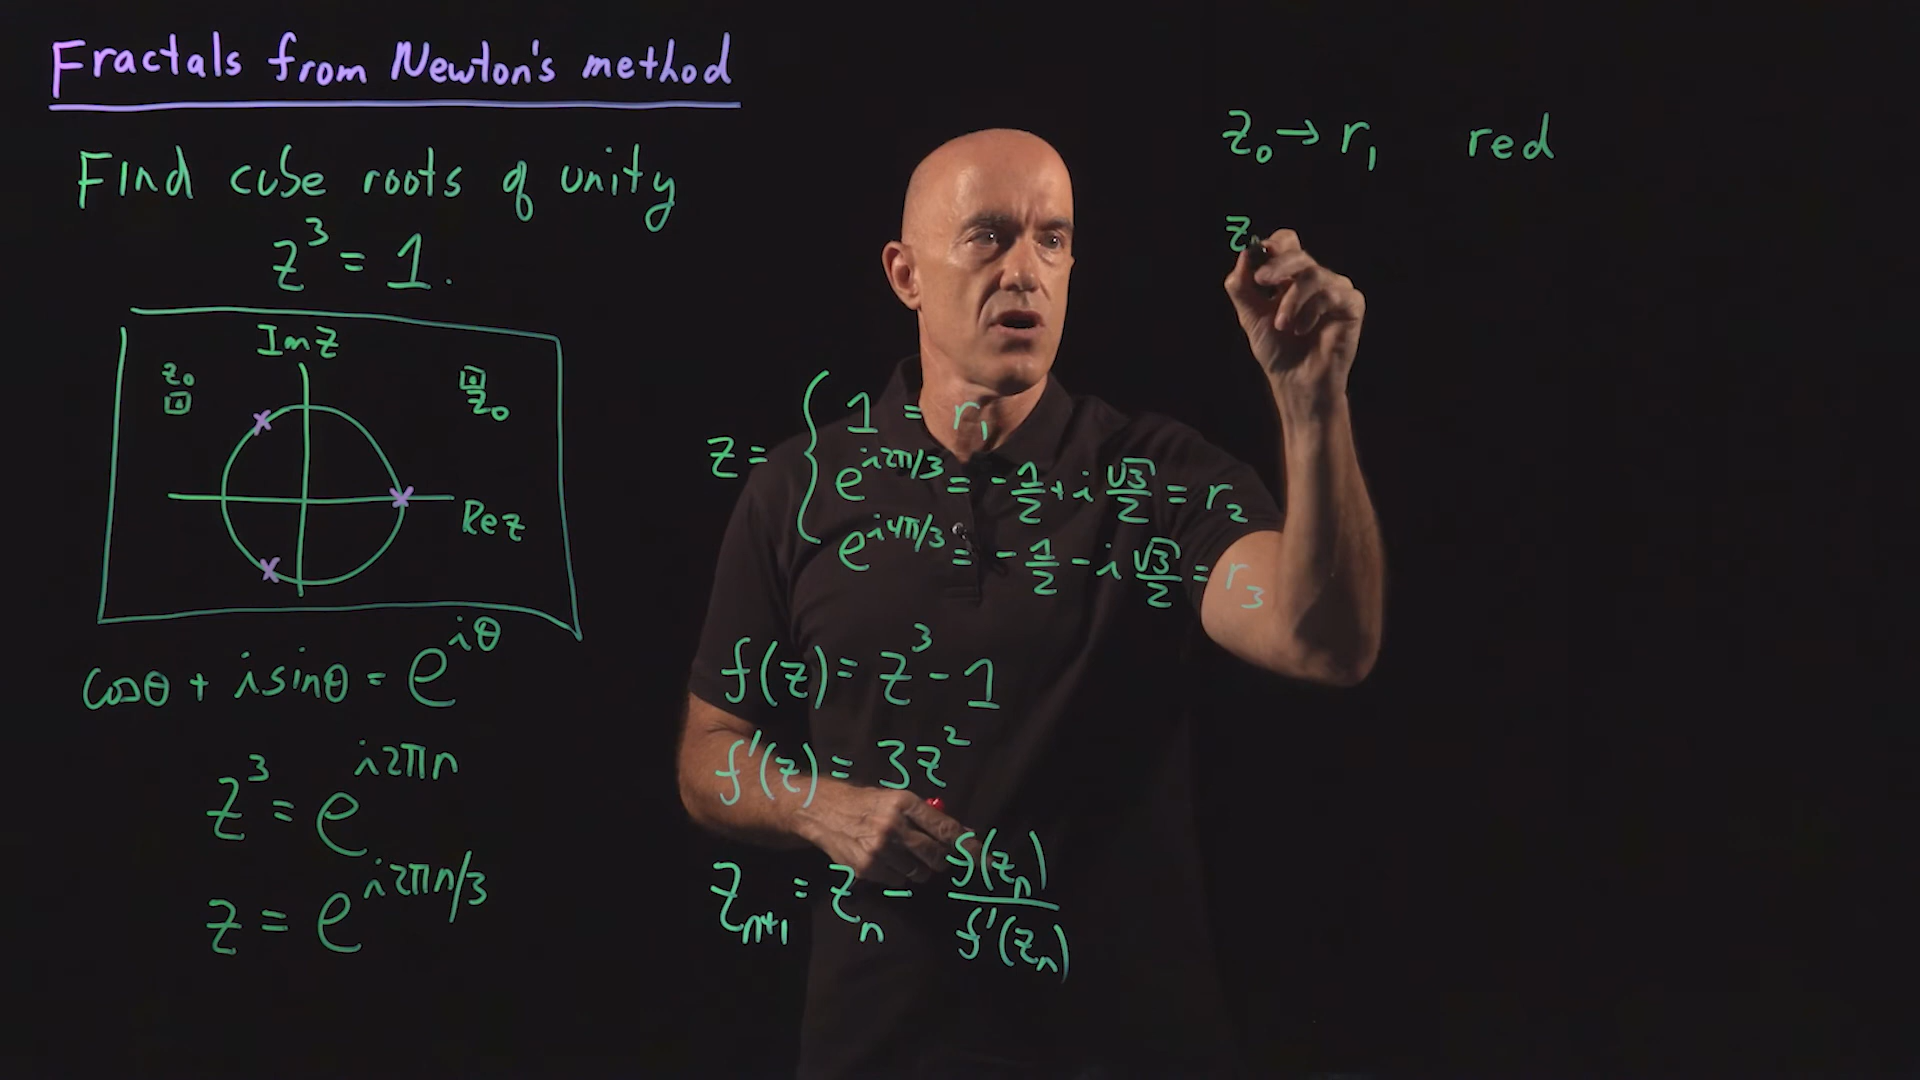 Fractals from Newton's method
Find cube roots of unity
z³ = 1.
Im z
z₀
z₀
Re z
cosθ + i sinθ = e^{iθ}
z³ = e^{i2πn}
z = e^{i2πn/3}
z = { 1 = r₁
e^{i2π/3} = -1/2 + i √3/2 = r₂
e^{i4π/3} = -1/2 - i √3/2 = r₃
f(z) = z³ - 1
f'(z) = 3z²
z_{n+1} = z_n - f(z_n)/f'(z_n)
z₀ → r₁ red
z